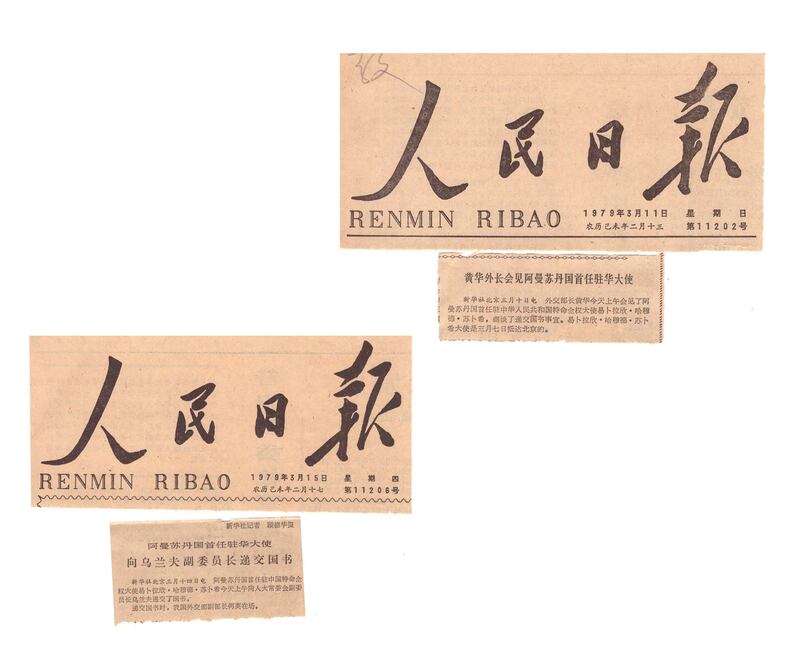 人民日报
RENMIN RIBAO
1979年3月11日 星期日
农历己未年二月十三 第11202号
黄华外长会见阿曼苏丹国首任驻华大使
新华社北京三月十日电 外交部长黄华今天上午会见了阿
曼苏丹国首任驻中华人民共和国特命全权大使易卜拉欣·哈穆
德·苏卜希，商谈了递交国书事宜。易卜拉欣·哈穆德·苏卜
希大使是三月七日抵达北京的。
人民日报
RENMIN RIBAO
1979年3月15日 星期四
农历己未年二月十七 第11206号
新华社记者
阿曼苏丹国首任驻华大使
向乌兰夫副委员长递交国书
新华社北京三月十四日电 阿曼苏丹国首任驻中国特命全
权大使易卜拉欣·哈穆德·苏卜希今天上午向人大常委会副委
员长乌兰夫递交了国书。
递交国书时，我国外交部副部长何英在场。